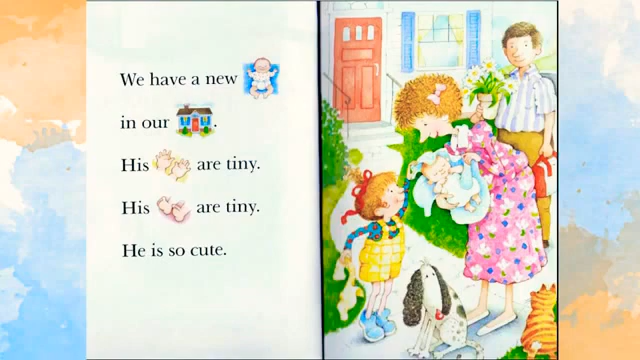 We have a new
in our .
His are tiny.
His are tiny.
He is so cute.